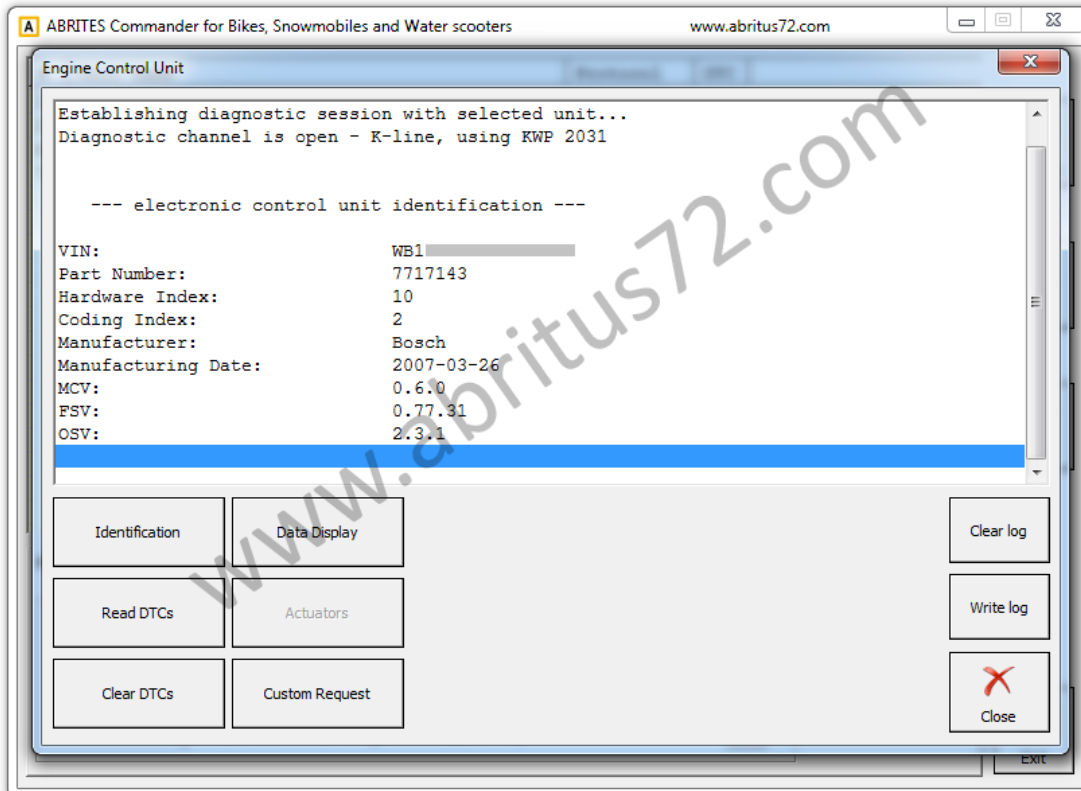 A ABRITES Commander for Bikes, Snowmobiles and Water scooters www.abritus72.com
Engine Control Unit
Establishing diagnostic session with selected unit...
Diagnostic channel is open - K-line, using KWP 2031
--- electronic control unit identification ---
VIN: WB1
Part Number: 7717143
Hardware Index: 10
Coding Index: 2
Manufacturer: Bosch
Manufacturing Date: 2007-03-26
MCV: 0.6.0
FSV: 0.77.31
OSV: 2.3.1
www.abritus72.com
Identification Data Display Clear log
Read DTCs Actuators Write log
Clear DTCs Custom Request Close
Exit